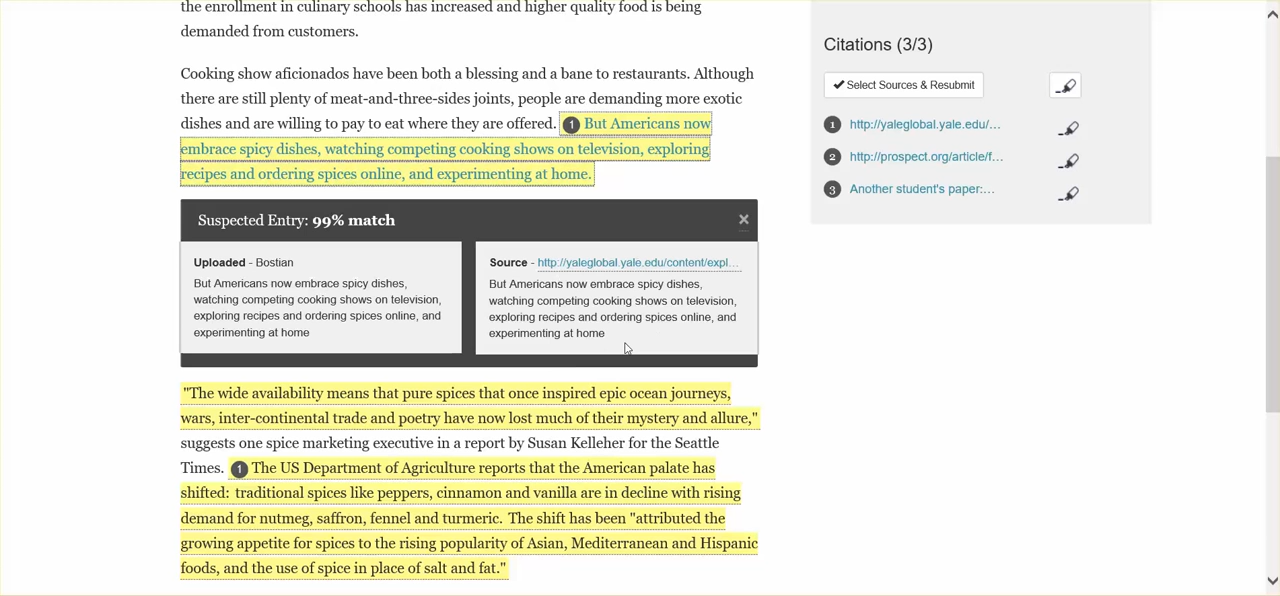 the enrollment in culinary schools has increased and higher quality food is being
demanded from customers.
Cooking show aficionados have been both a blessing and a bane to restaurants. Although
there are still plenty of meat-and-three-sides joints, people are demanding more exotic
dishes and are willing to pay to eat where they are offered. 1 But Americans now
embrace spicy dishes, watching competing cooking shows on television, exploring
recipes and ordering spices online, and experimenting at home.
Suspected Entry: 99% match
Uploaded - Bostian
But Americans now embrace spicy dishes,
watching competing cooking shows on television,
exploring recipes and ordering spices online, and
experimenting at home
Source - http://yaleglobal.yale.edu/content/expl...
But Americans now embrace spicy dishes,
watching competing cooking shows on television,
exploring recipes and ordering spices online, and
experimenting at home
"The wide availability means that pure spices that once inspired epic ocean journeys,
wars, inter-continental trade and poetry have now lost much of their mystery and allure,"
suggests one spice marketing executive in a report by Susan Kelleher for the Seattle
Times. 1 The US Department of Agriculture reports that the American palate has
shifted: traditional spices like peppers, cinnamon and vanilla are in decline with rising
demand for nutmeg, saffron, fennel and turmeric. The shift has been "attributed the
growing appetite for spices to the rising popularity of Asian, Mediterranean and Hispanic
foods, and the use of spice in place of salt and fat."
Citations (3/3)
Select Sources & Resubmit
1 http://yaleglobal.yale.edu/...
2 http://prospect.org/article/f...
3 Another student's paper:...